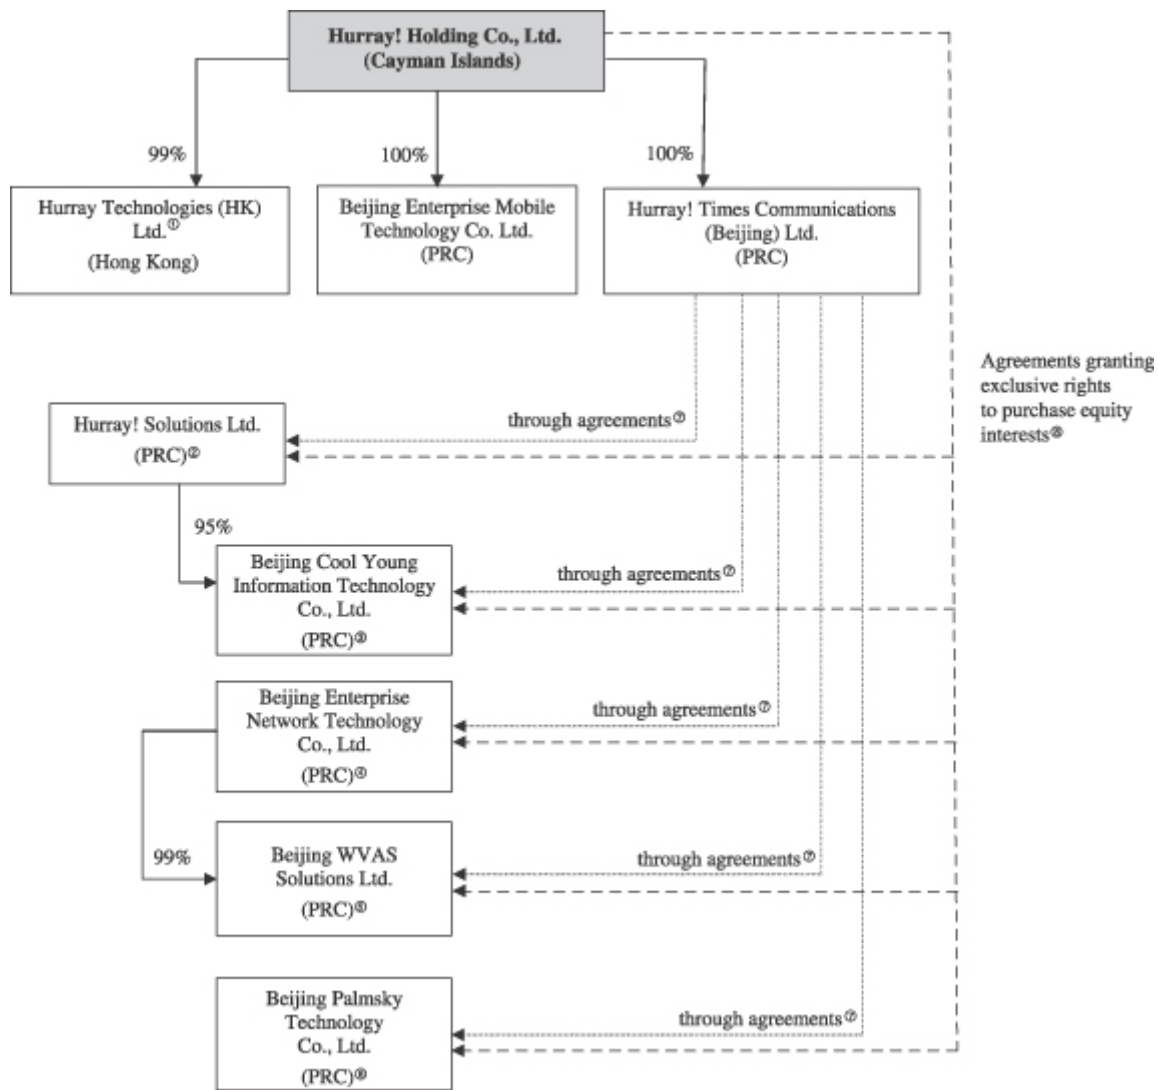 Hurray! Holding Co., Ltd.
(Cayman Islands)
99%
100%
100%
Hurray Technologies (HK)
Ltd.①
(Hong Kong)
Beijing Enterprise Mobile
Technology Co. Ltd.
(PRC)
Hurray! Times Communications
(Beijing) Ltd.
(PRC)
Agreements granting
exclusive rights
to purchase equity
interests⑧
Hurray! Solutions Ltd.
(PRC)②
through agreements⑦
95%
Beijing Cool Young
Information Technology
Co., Ltd.
(PRC)③
through agreements⑦
Beijing Enterprise
Network Technology
Co., Ltd.
(PRC)④
through agreements⑦
99%
Beijing WVAS
Solutions Ltd.
(PRC)⑤
through agreements⑦
Beijing Palmsky
Technology
Co., Ltd.
(PRC)⑥
through agreements⑦